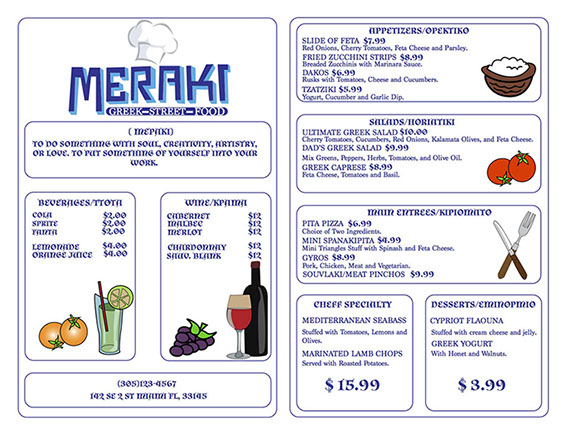 MERAKI
GREEK-STREET-FOOD
( ΜΕΡΑΚΙ)
TO DO SOMETHING WITH SOUL, CREATIVITY, ARTISTRY,
OR LOVE. TO PUT SOMETHING OF YOURSELF INTO YOUR
WORK.
BEVERAGES/ΠΟΤΑ
COLA $2.00
SPRITE $2.00
FANTA $2.00
LEMONADE $4.00
ORANGE JUICE $4.00
WINE/ΚΡΑΜΑ
CABERNET $12
MALBEC $12
MERLOT $12
CHARDONNAY $12
SAUV. BLANK $12
(305)123-4567
142 SE 2 ST MIAMI FL, 33145
APPETIZERS/ΟΡΕΚΤΙΚΟ
SLIDE OF FETA $7.99
Red Onions, Cherry Tomatoes, Feta Cheese and Parsley.
FRIED ZUCCHINI STRIPS $8.99
Breaded Zucchinis with Marinara Sauce.
DAKOS $6.99
Rusks with Tomatoes, Cheese and Cucumbers.
TZATZIKI $5.99
Yogurt, Cucumber and Garlic Dip.
SALADS/HORIATIKI
ULTIMATE GREEK SALAD $10.00
Cherry Tomatoes, Cucumbers, Red Onions, Kalamata Olives, and Feta Cheese.
DAD'S GREEK SALAD $9.99
Mix Greens, Peppers, Herbs, Tomatoes, and Olive Oil.
GREEK CAPRESE $8.99
Feta Cheese, Tomatoes and Basil.
MAIN ENTREES/ΚΙΡΙΟΠΙΑΤΟ
PITA PIZZA $6.99
Choice of Two Ingredients.
MINI SPANAKIPITA $4.99
Mini Triangles Stuff with Spinash and Feta Cheese.
GYROS $8.99
Pork, Chicken, Meat and Vegetarian.
SOUVLAKI/MEAT PINCHOS $9.99
CHEFF SPECIALTY
MEDITERRANEAN SEABASS
Stuffed with Tomatoes, Lemons and
Olives.
MARINATED LAMB CHOPS
Served with Roasted Potatoes.
$ 15.99
DESSERTS/ΕΠΙΔΟΡΠΙΟ
CYPRIOT FLAOUNA
Stuffed with cream cheese and jelly.
GREEK YOGURT
With Honet and Walnuts.
$ 3.99